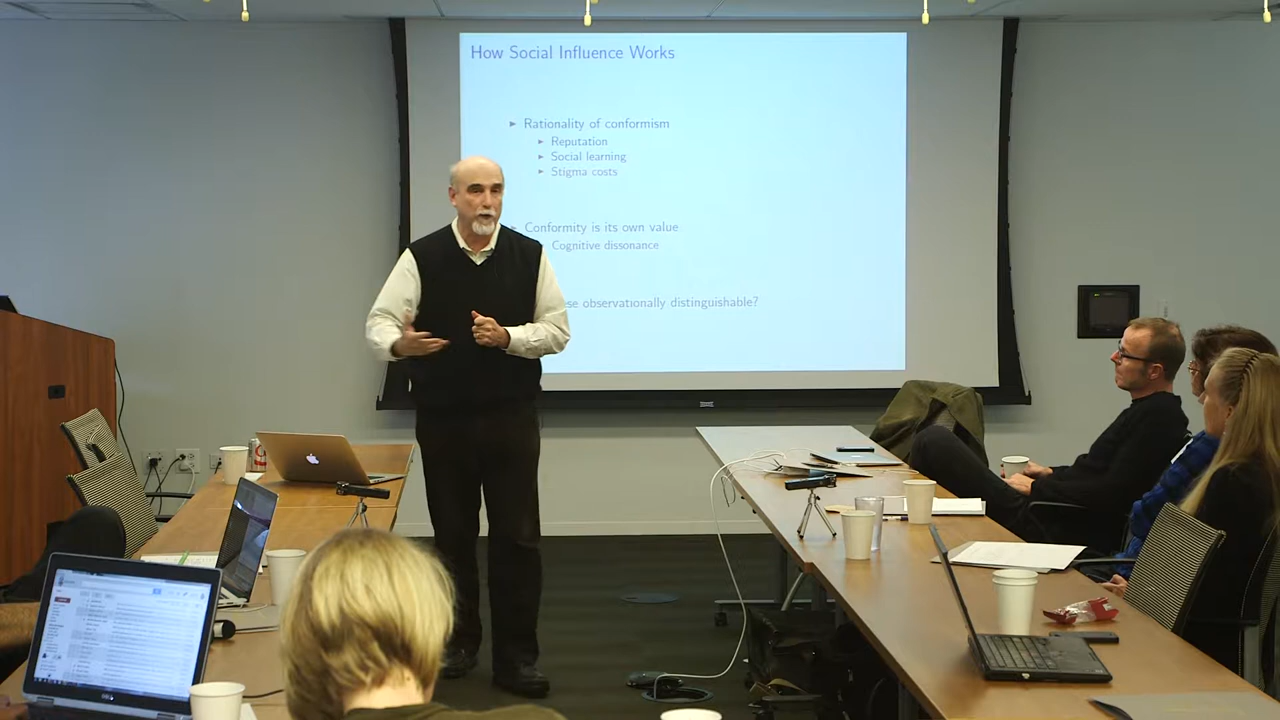 How Social Influence Works
Rationality of conformism
Reputation
Social learning
Stigma costs
Conformity is its own value
Cognitive dissonance
observationally distinguishable?